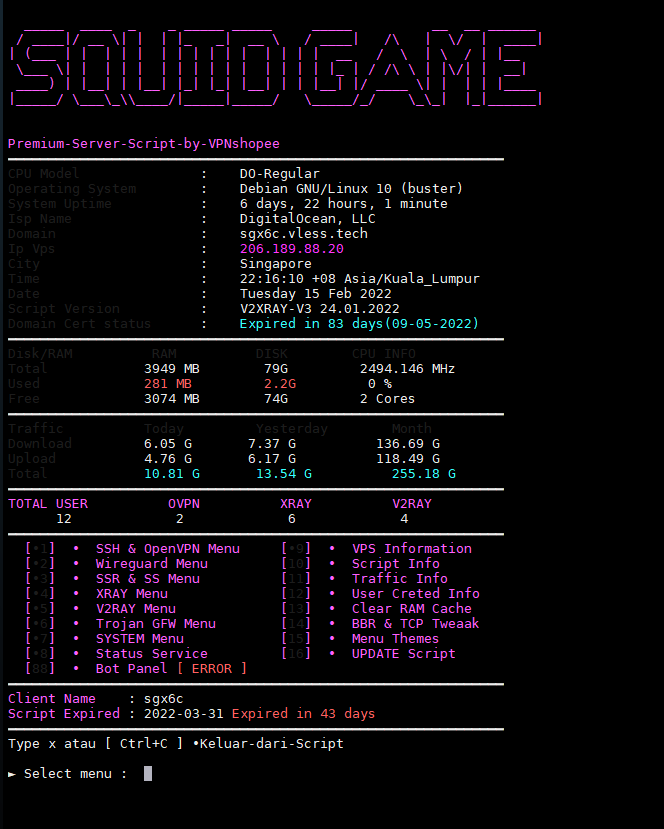 SQUID GAME
Premium-Server-Script-by-VPNshopee
CPU Model : DO-Regular
Operating System : Debian GNU/Linux 10 (buster)
System Uptime : 6 days, 22 hours, 1 minute
Isp Name : DigitalOcean, LLC
Domain : sgx6c.vless.tech
Ip Vps : 206.189.88.20
City : Singapore
Time : 22:16:10 +08 Asia/Kuala_Lumpur
Date : Tuesday 15 Feb 2022
Script Version : V2XRAY-V3 24.01.2022
Domain Cert status : Expired in 83 days(09-05-2022)
Disk/RAM RAM DISK CPU INFO
Total 3949 MB 79G 2494.146 MHz
Used 281 MB 2.2G 0 %
Free 3074 MB 74G 2 Cores
Traffic Today Yesterday Month
Download 6.05 G 7.37 G 136.69 G
Upload 4.76 G 6.17 G 118.49 G
Total 10.81 G 13.54 G 255.18 G
TOTAL USER OVPN XRAY V2RAY
12 2 6 4
[•1] • SSH & OpenVPN Menu [•9] • VPS Information
[•2] • Wireguard Menu [10] • Script Info
[•3] • SSR & SS Menu [11] • Traffic Info
[•4] • XRAY Menu [12] • User Creted Info
[•5] • V2RAY Menu [13] • Clear RAM Cache
[•6] • Trojan GFW Menu [14] • BBR & TCP Tweaak
[•7] • SYSTEM Menu [15] • Menu Themes
[•8] • Status Service [16] • UPDATE Script
[88] • Bot Panel [ ERROR ]
Client Name : sgx6c
Script Expired : 2022-03-31 Expired in 43 days
Type x atau [ Ctrl+C ] •Keluar-dari-Script
► Select menu :